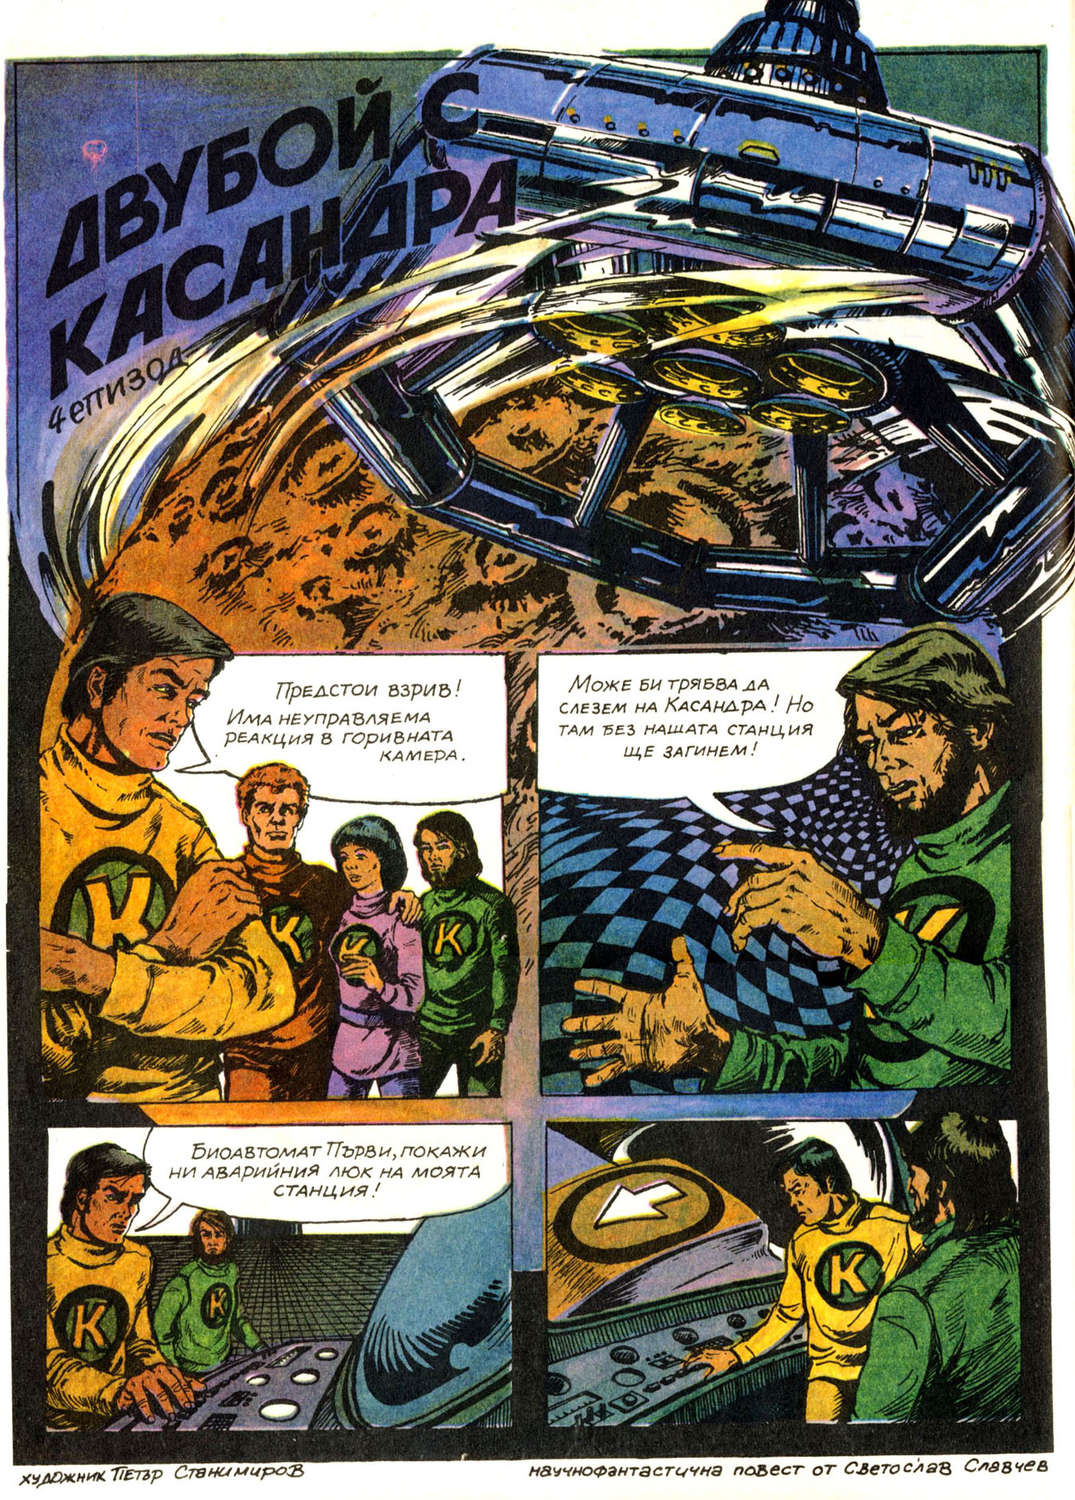 ДВУБОЙ С
КАСАНДРА
4 епизод
Предстои взрив!
Има неуправляема
реакция в горивната
камера.
Може би трябва да
слезем на Касандра! Но
там без нашата станция
ще загинем!
К
К
К
К
Биоавтомат Първи, покажи
ни аварийния люк на моята
станция!
К
К
К
художник Петър Станимиров
научнофантастична повест от Светослав Славчев